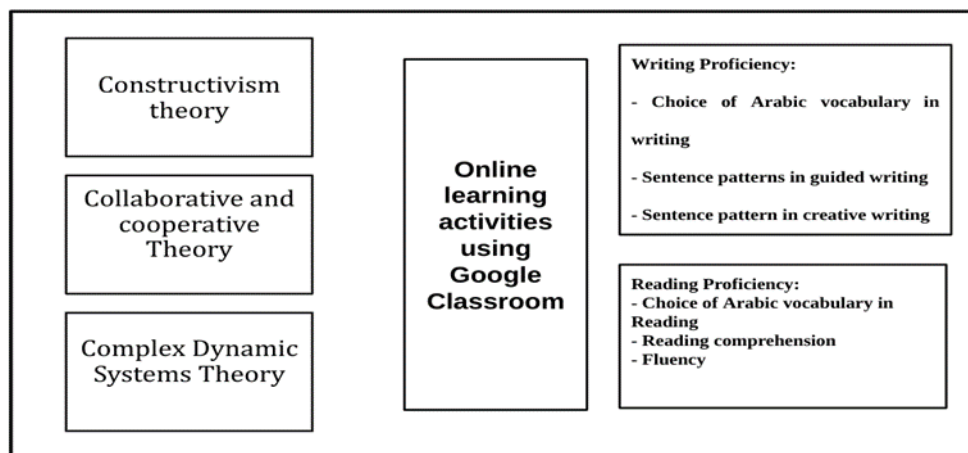 Constructivism
theory
Collaborative and
cooperative
Theory
Complex Dynamic
Systems Theory
Online
learning
activities
using
Google
Classroom
Writing Proficiency:
- Choice of Arabic vocabulary in
writing
- Sentence patterns in guided writing
- Sentence pattern in creative writing
Reading Proficiency:
- Choice of Arabic vocabulary in
Reading
- Reading comprehension
- Fluency